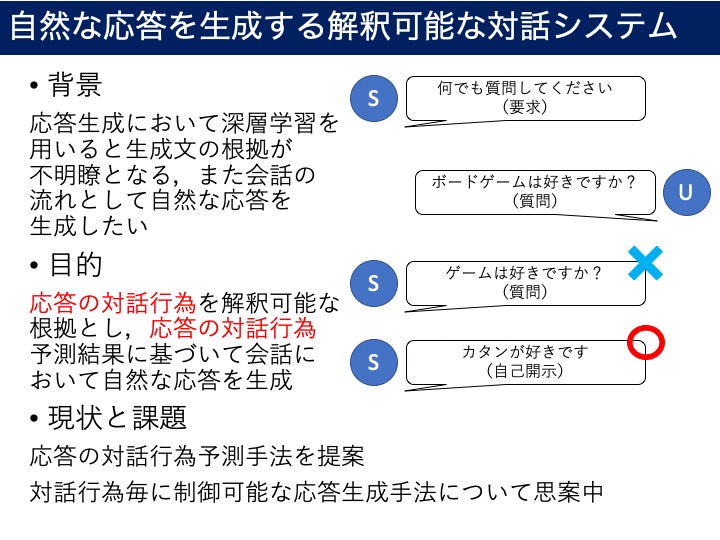 自然な応答を生成する解釈可能な対話システム
• 背景
応答生成において深層学習を
用いると生成文の根拠が
不明瞭となる，また会話の
流れとして自然な応答を
生成したい
• 目的
応答の対話行為を解釈可能な
根拠とし，応答の対話行為
予測結果に基づいて会話に
おいて自然な応答を生成
• 現状と課題
応答の対話行為予測手法を提案
対話行為毎に制御可能な応答生成手法について思案中
S
何でも質問してください
（要求）
ボードゲームは好きですか？
（質問）
U
S
ゲームは好きですか？
（質問）
S
カタンが好きです
（自己開示）